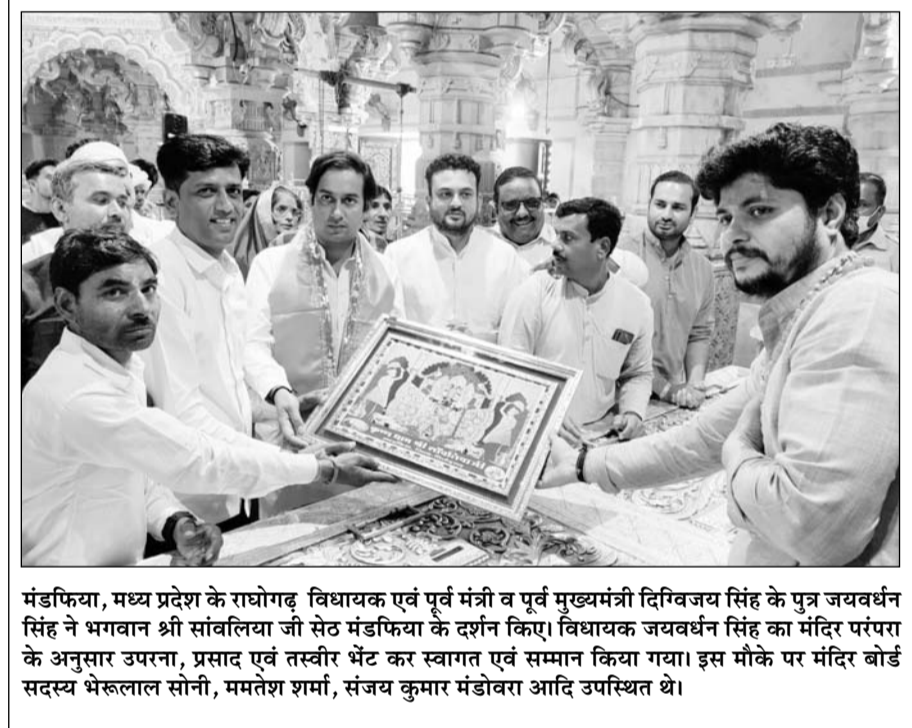 मंडफिया, मध्य प्रदेश के राघोगढ़ विधायक एवं पूर्व मंत्री व पूर्व मुख्यमंत्री दिग्विजय सिंह के पुत्र जयवर्धन
सिंह ने भगवान श्री सांवलिया जी सेठ मंडफिया के दर्शन किए। विधायक जयवर्धन सिंह का मंदिर परंपरा
के अनुसार उपरना, प्रसाद एवं तस्वीर भेंट कर स्वागत एवं सम्मान किया गया। इस मौके पर मंदिर बोर्ड
सदस्य भेरूलाल सोनी, ममतेश शर्मा, संजय कुमार मंडोवरा आदि उपस्थित थे।